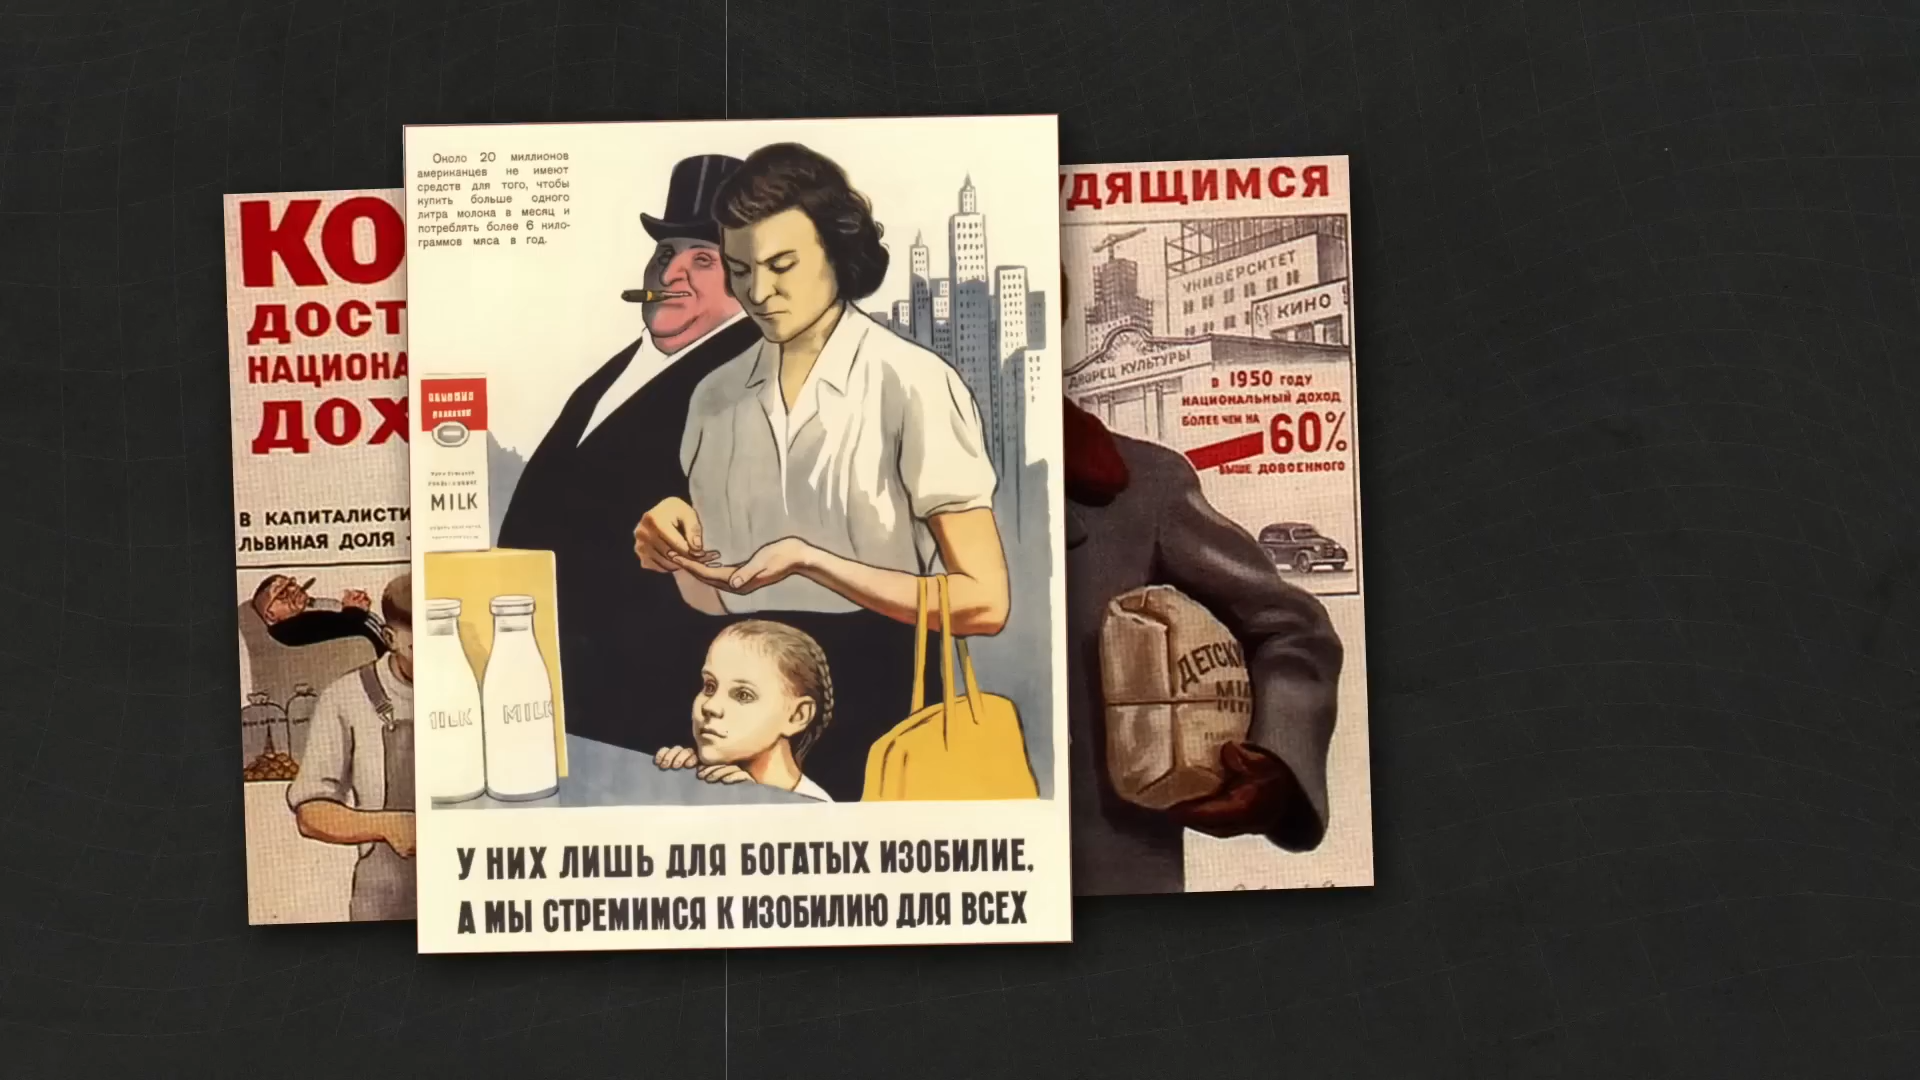 КО
ДОСТ
НАЦИОНА
ДОХ
В КАПИТАЛИСТИ
ЛЬВИНАЯ ДОЛЯ
Около 20 миллионов
американцев не имеют
средств для того, чтобы
купить больше одного
литра молока в месяц и
потреблять более 6 кило-
граммов мяса в год.
MILK
MILK
MILK
У НИХ ЛИШЬ ДЛЯ БОГАТЫХ ИЗОБИЛИЕ,
А МЫ СТРЕМИМСЯ К ИЗОБИЛИЮ ДЛЯ ВСЕХ
УДЯЩИМСЯ
УНИВЕРСИТЕТ
КИНО
ДВОРЕЦ КУЛЬТУРЫ
в 1950 году
НАЦИОНАЛЬНЫЙ ДОХОД
БОЛЕЕ ЧЕМ НА
60%
ВЫШЕ ДОВОЕННОГО
ДЕТСКИ
МИ